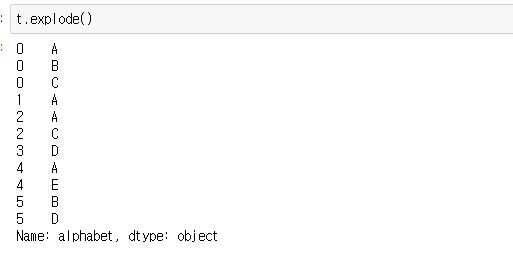 : t.explode()
: 0 A
0 B
0 C
1 A
2 A
2 C
3 D
4 A
4 E
5 B
5 D
Name: alphabet, dtype: object